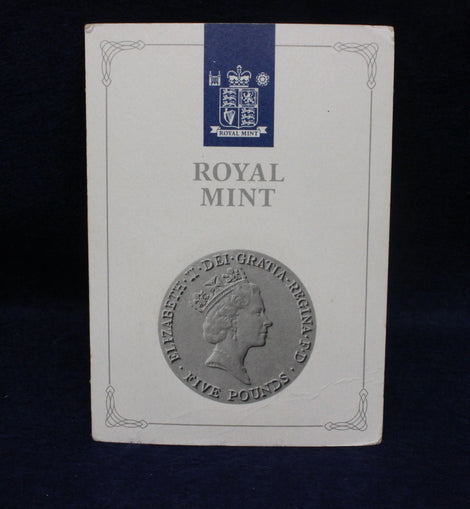 ROYAL MINT
ROYAL
MINT
ELIZABETH · II · DEI · GRATIA · REGINA · F · D ·
FIVE POUNDS